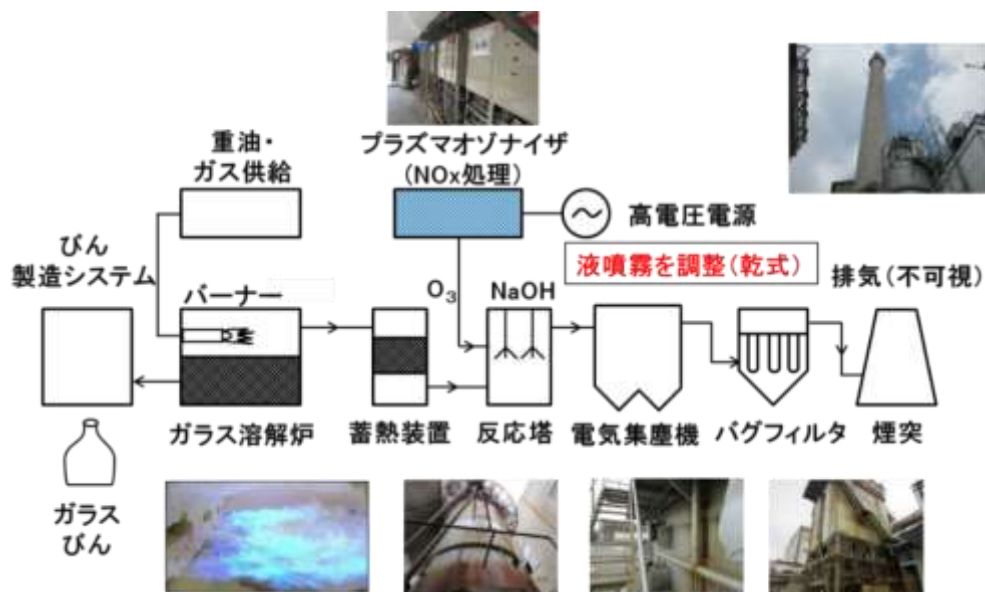 プラズマオゾナイザ
(NOx処理)
重油・
ガス供給
高電圧電源
液噴霧を調整(乾式)
びん
製造システム
バーナー
O₃
NaOH
排気(不可視)
ガラス溶解炉
蓄熱装置
反応塔
電気集塵機
バグフィルタ
煙突
ガラス
びん